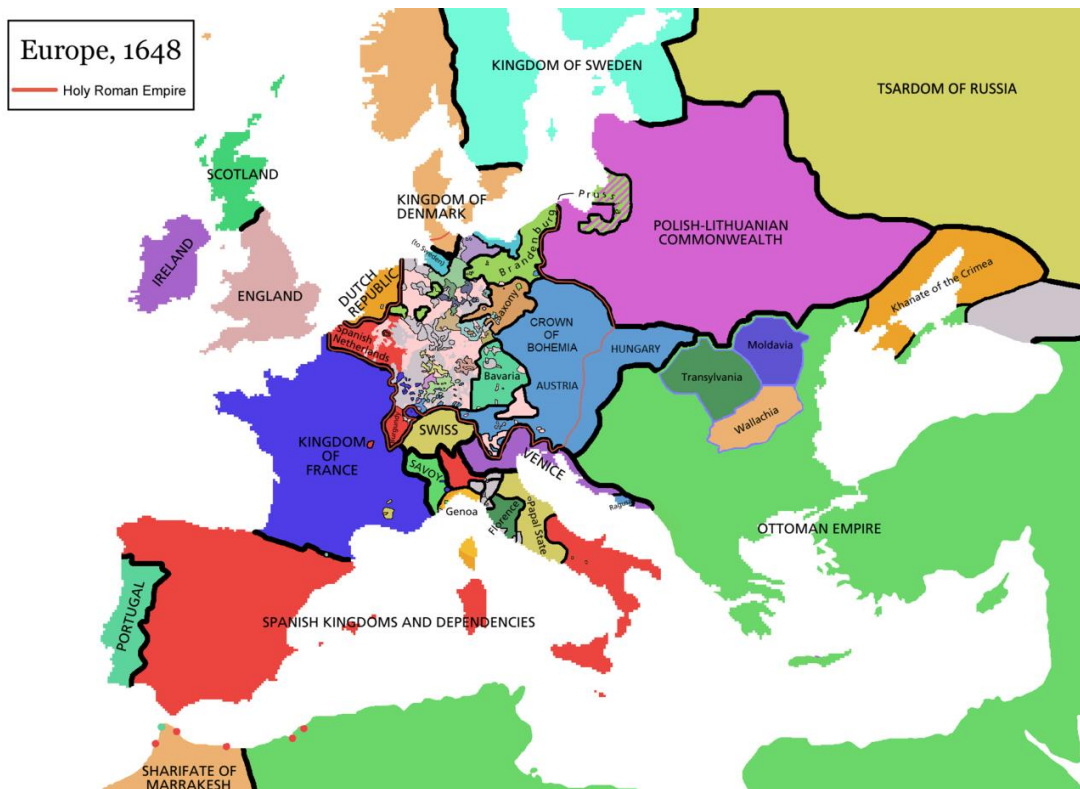 Europe, 1648
Holy Roman Empire
KINGDOM OF SWEDEN
TSARDOM OF RUSSIA
SCOTLAND
KINGDOM OF
DENMARK
(to Sweden)
Prussia
Brandenburg
POLISH-LITHUANIAN
COMMONWEALTH
IRELAND
ENGLAND
DUTCH
REPUBLIC
Khanate of the Crimea
Saxony
Spanish
Netherlands
CROWN
OF
BOHEMIA
HUNGARY
Moldavia
Bavaria
AUSTRIA
Transylvania
Wallachia
SWISS
KINGDOM
OF
FRANCE
SAVOY
VENICE
Genoa
Florence
Papal State
Ragusa
OTTOMAN EMPIRE
PORTUGAL
SPANISH KINGDOMS AND DEPENDENCIES
SHARIFATE OF
MARRAKESH